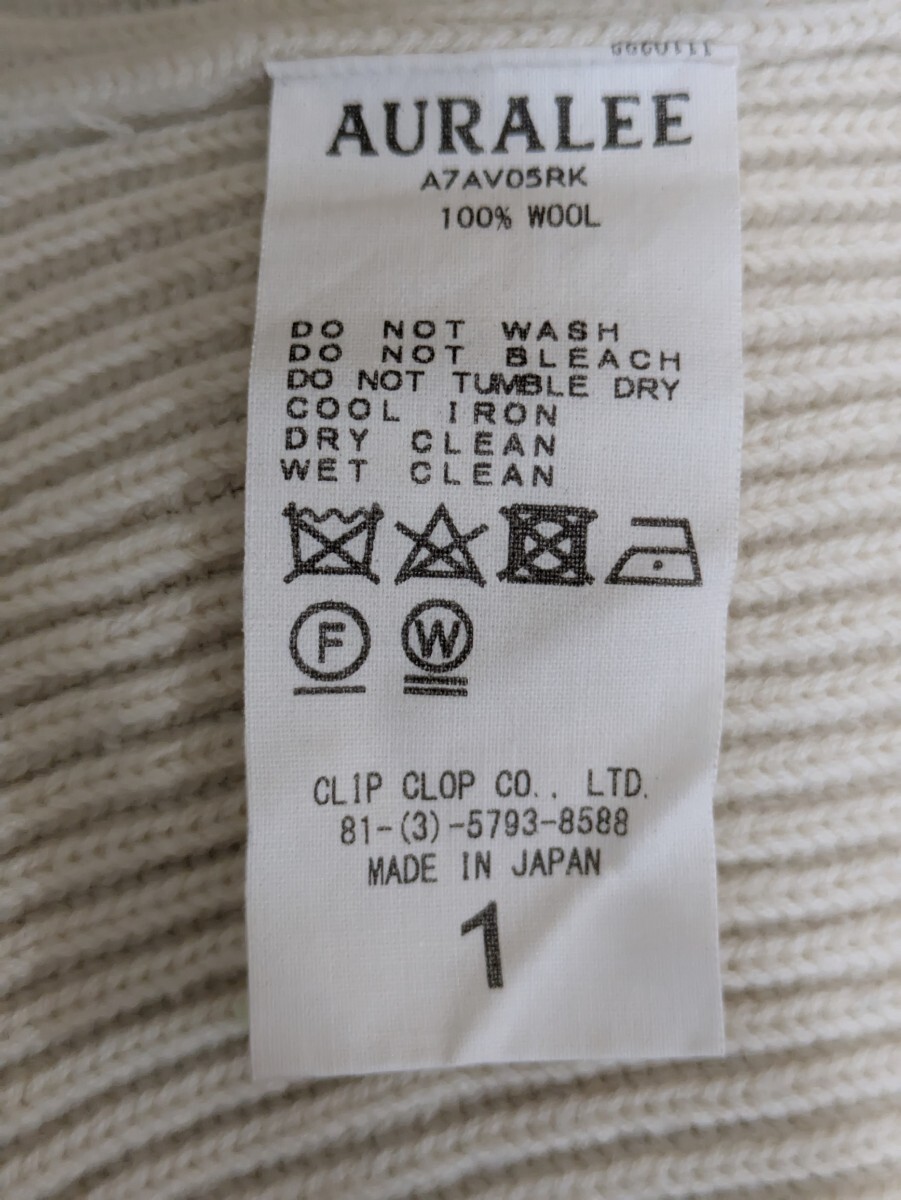 AURALEE
A7AV05RK
100% WOOL
DO NOT WASH
DO NOT BLEACH
DO NOT TUMBLE DRY
COOL IRON
DRY CLEAN
WET CLEAN
F W
CLIP CLOP CO., LTD.
81-(3)-5793-8588
MADE IN JAPAN
1